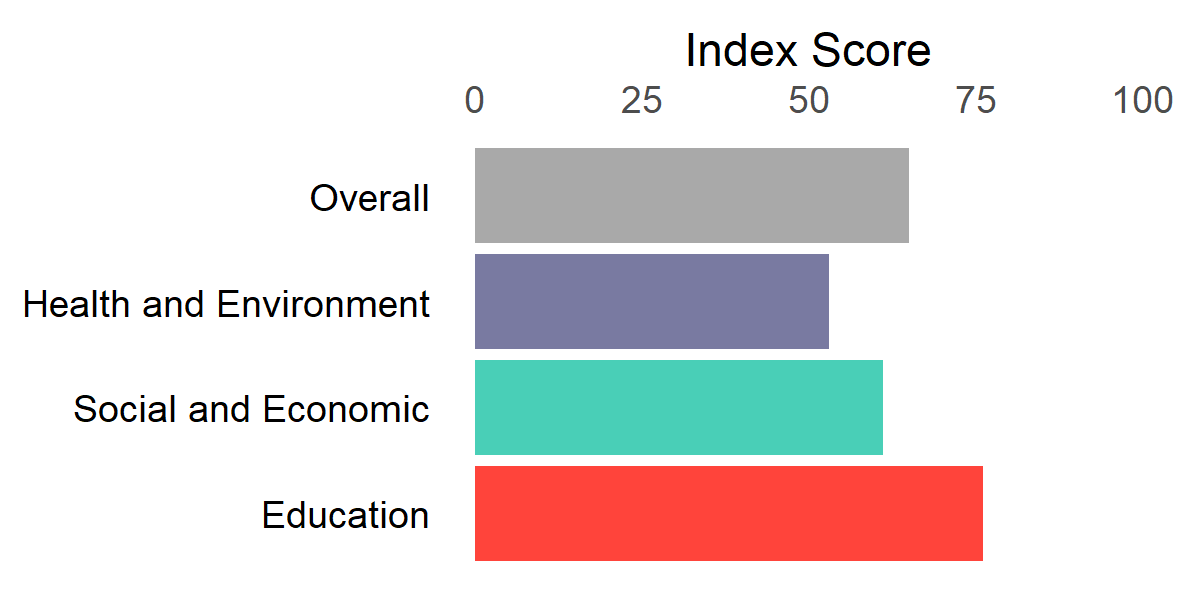 Index Score
0 25 50 75 100
Overall
Health and Environment
Social and Economic
Education